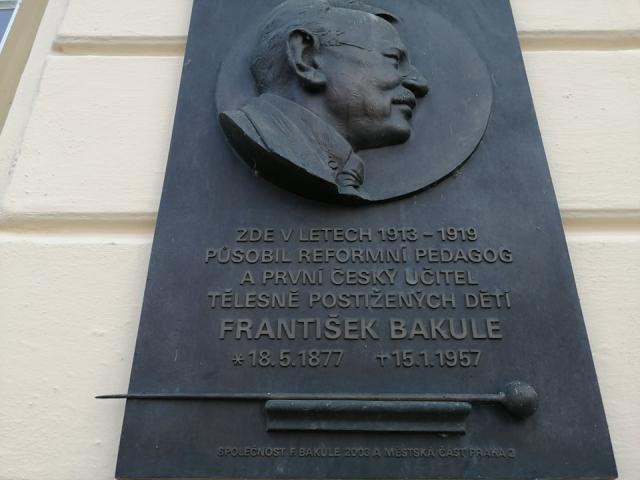 ZDE V LETECH 1913 – 1919
PŮSOBIL REFORMNÍ PEDAGOG
A PRVNÍ ČESKÝ UČITEL
TĚLESNĚ POSTIŽENÝCH DĚTÍ
FRANTIŠEK BAKULE
*18.5.1877 †15.1.1957
SPOLEČNOST F. BAKULE 2003 A MĚSTSKÁ ČÁST PRAHA 2